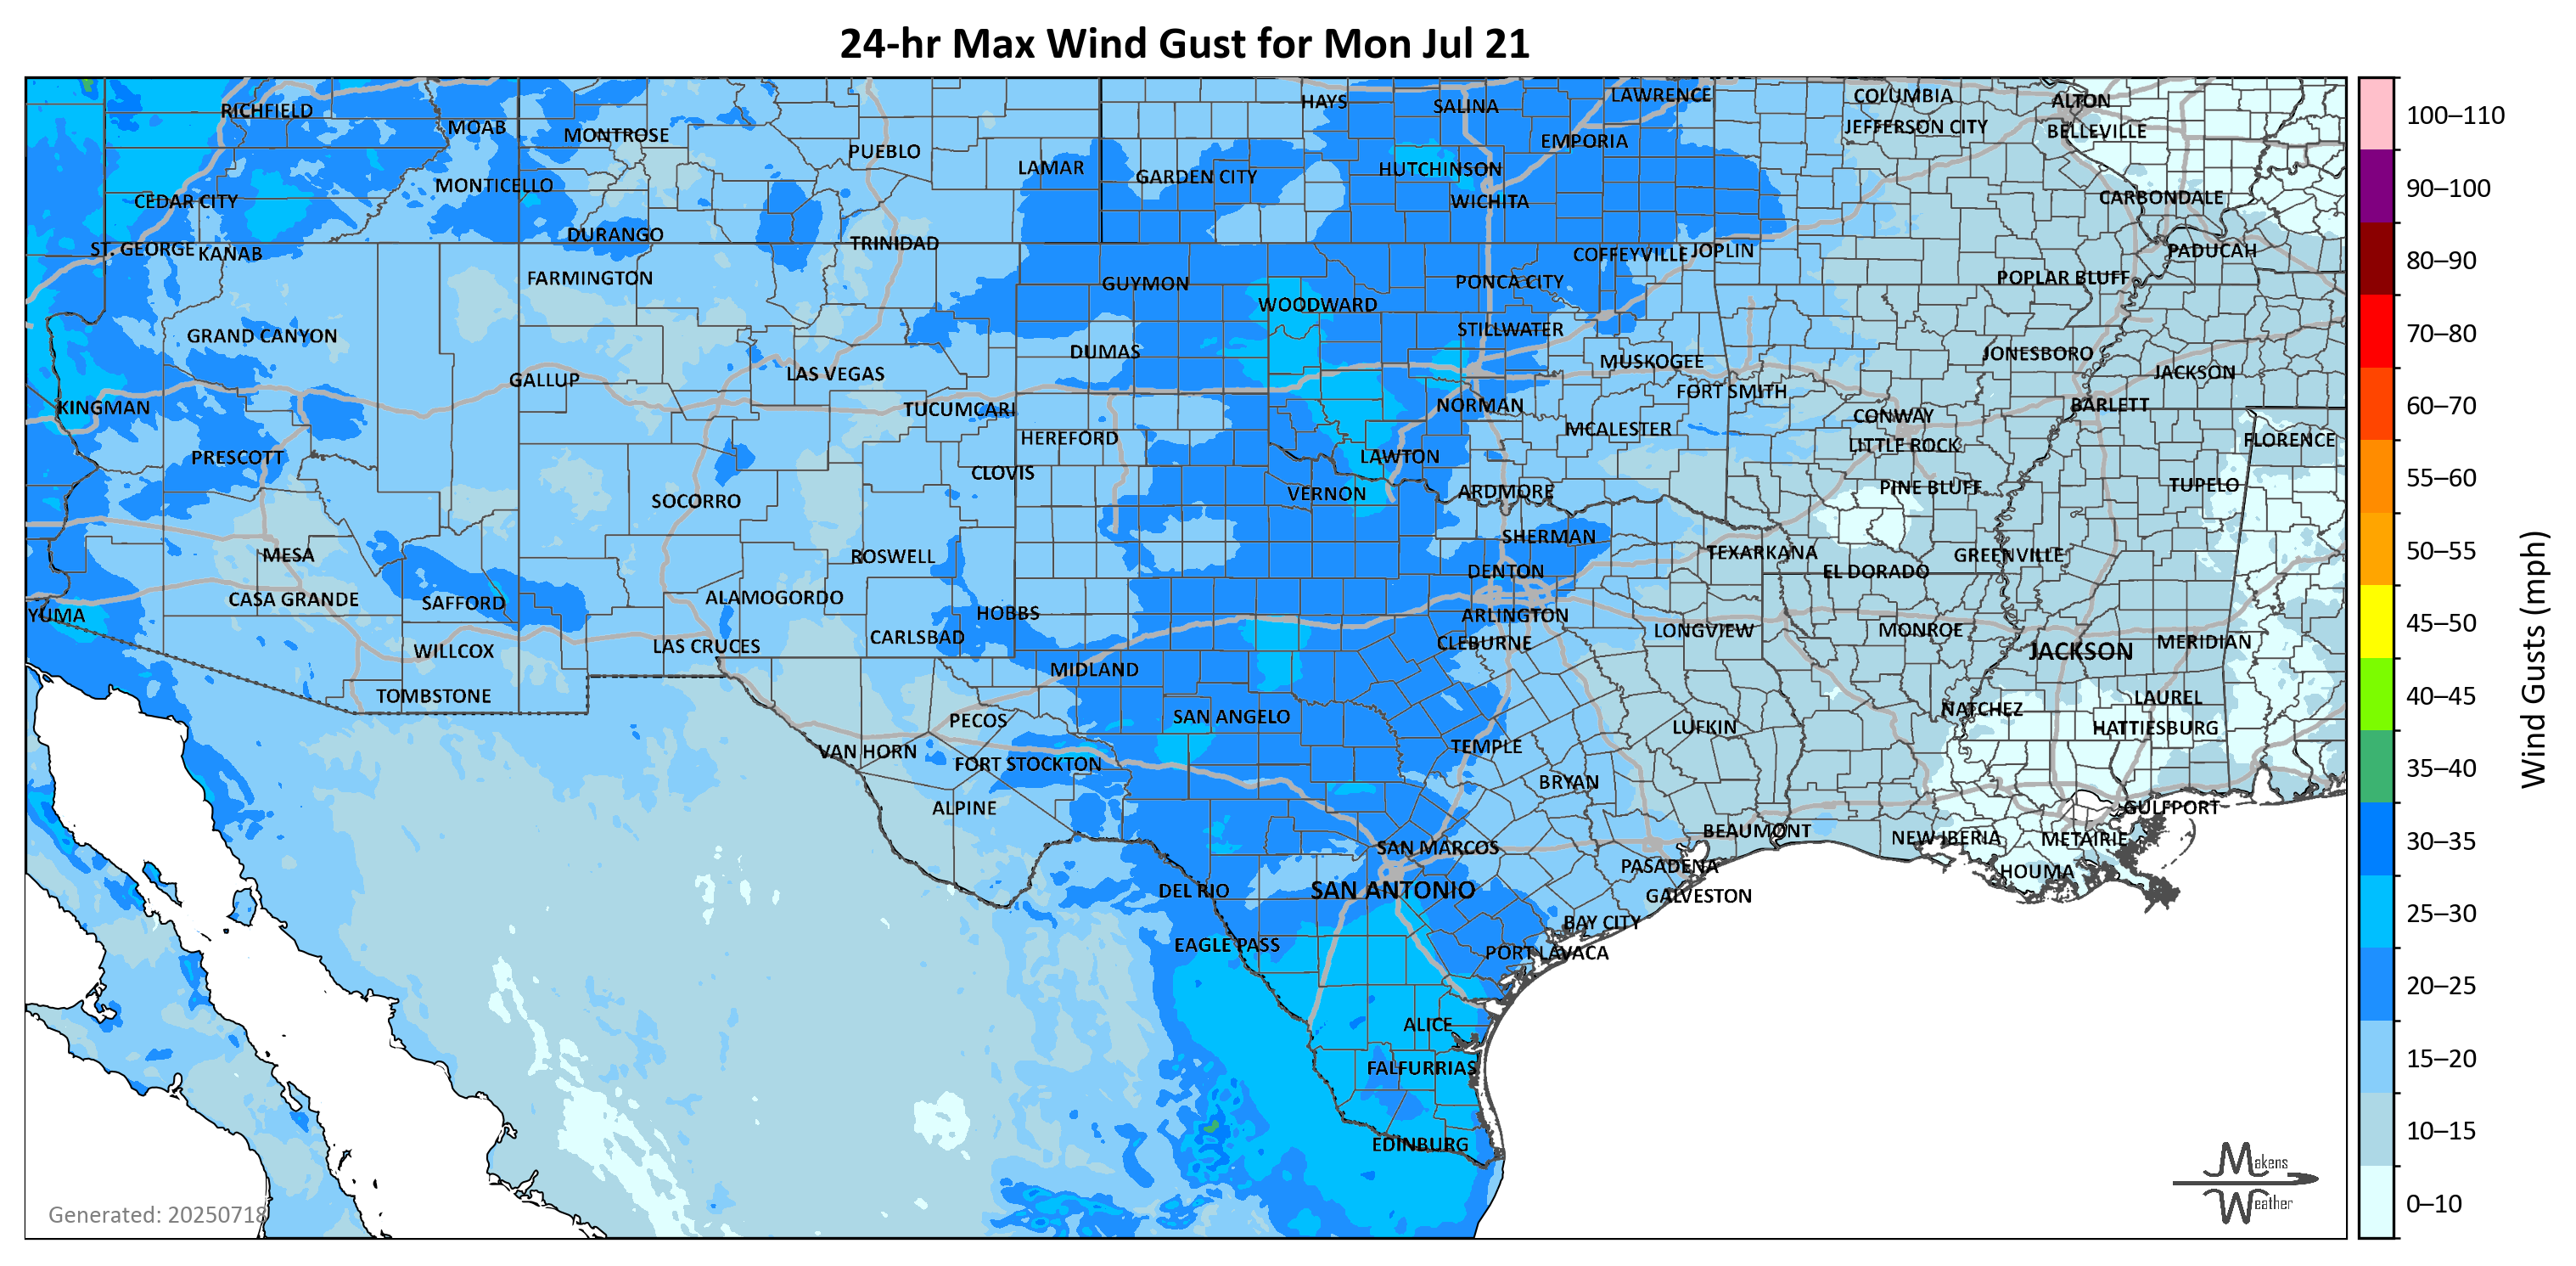 24-hr Max Wind Gust for Mon Jul 21
RICHFIELD
MOAB
MONTROSE
PUEBLO
LAMAR
HAYS
SALINA
LAWRENCE
EMPORIA
COLUMBIA
JEFFERSON CITY
ALTON
BELLEVILLE
MONTICELLO
CEDAR CITY
GARDEN CITY
HUTCHINSON
WICHITA
CARBONDALE
ST. GEORGE
KANAB
DURANGO
TRINIDAD
COFFEYVILLE
JOPLIN
PADUCAH
FARMINGTON
GUYMON
WOODWARD
PONCA CITY
POPLAR BLUFF
GRAND CANYON
DUMAS
STILLWATER
MUSKOGEE
JONESBORO
JACKSON
GALLUP
LAS VEGAS
FORT SMITH
KINGMAN
TUCUMCARI
NORMAN
CONWAY
BARLETT
HEREFORD
MCALESTER
LITTLE ROCK
FLORENCE
PRESCOTT
CLOVIS
LAWTON
SOCORRO
VERNON
ARDMORE
PINE BLUFF
TUPELO
MESA
ROSWELL
SHERMAN
TEXARKANA
GREENVILLE
DENTON
EL DORADO
CASA GRANDE
SAFFORD
ALAMOGORDO
HOBBS
YUMA
ARLINGTON
WILLCOX
LAS CRUCES
CARLSBAD
CLEBURNE
LONGVIEW
MONROE
JACKSON
MERIDIAN
MIDLAND
TOMBSTONE
PECOS
SAN ANGELO
LUFKIN
NATCHEZ
LAUREL
HATTIESBURG
VAN HORN
FORT STOCKTON
TEMPLE
BRYAN
ALPINE
GULFPORT
BEAUMONT
NEW IBERIA
METAIRIE
SAN MARCOS
PASADENA
HOUMA
DEL RIO
SAN ANTONIO
GALVESTON
BAY CITY
EAGLE PASS
PORT LAVACA
ALICE
FALFURRIAS
EDINBURG
Generated: 20250718
Makens
Weather
100–110
90–100
80–90
70–80
60–70
55–60
50–55
45–50
40–45
35–40
30–35
25–30
20–25
15–20
10–15
0–10
Wind Gusts (mph)